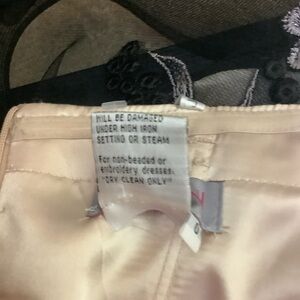 WILL BE DAMAGED
UNDER HIGH IRON
SETTING OR STEAM
For non-beaded or
embroidery dresses.
"DRY CLEAN ONLY"